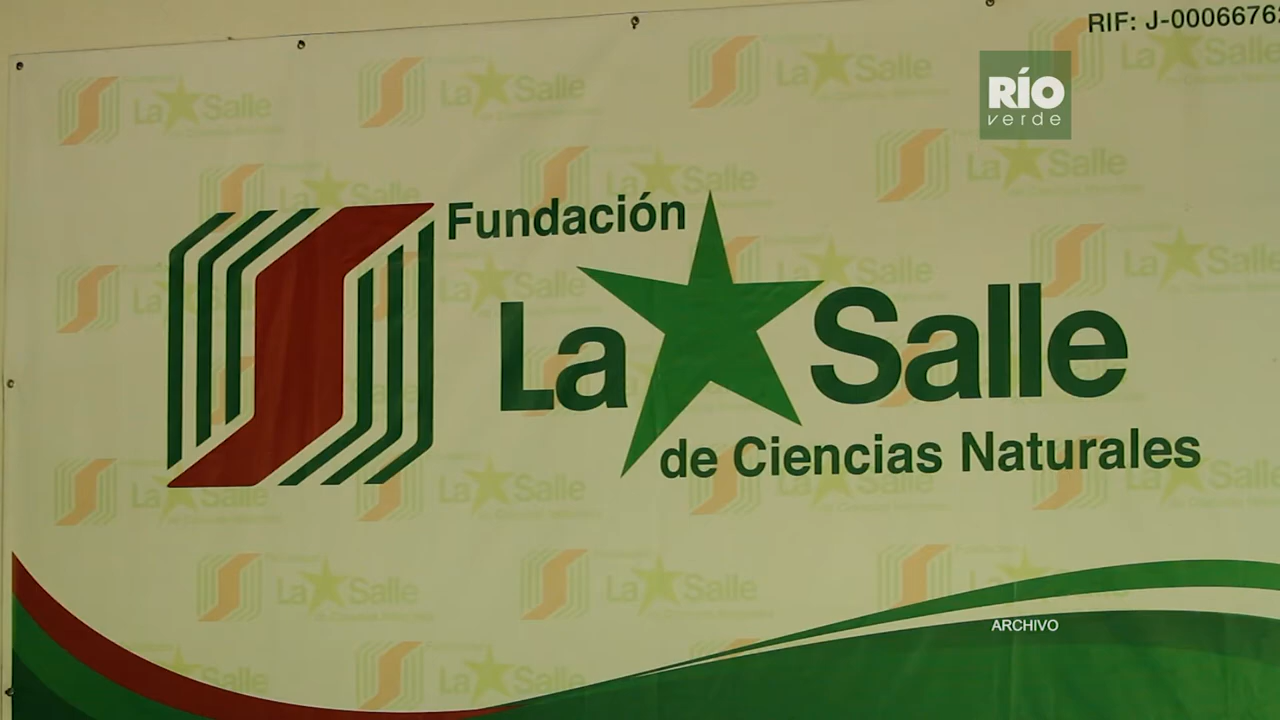 RIF: J-0006676
RÍO
verde
Fundación
La Salle
de Ciencias Naturales
ARCHIVO